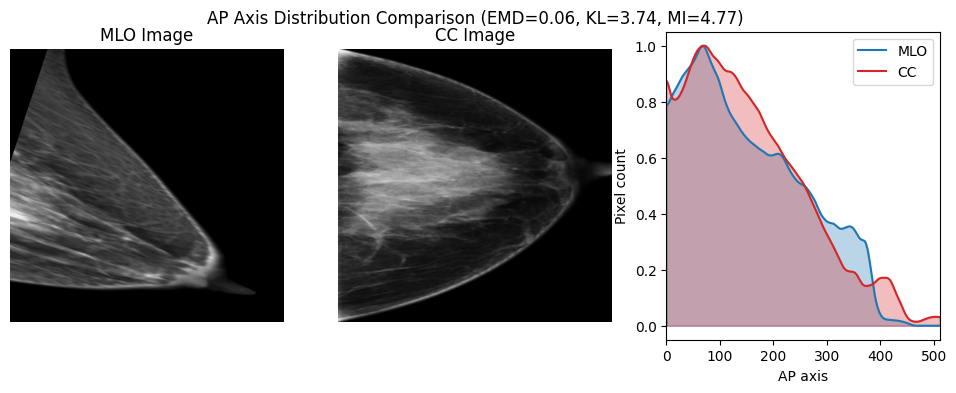 AP Axis Distribution Comparison (EMD=0.06, KL=3.74, MI=4.77)
MLO Image
CC Image
MLO
CC
Pixel count
1.0
0.8
0.6
0.4
0.2
0.0
0 100 200 300 400 500
AP axis